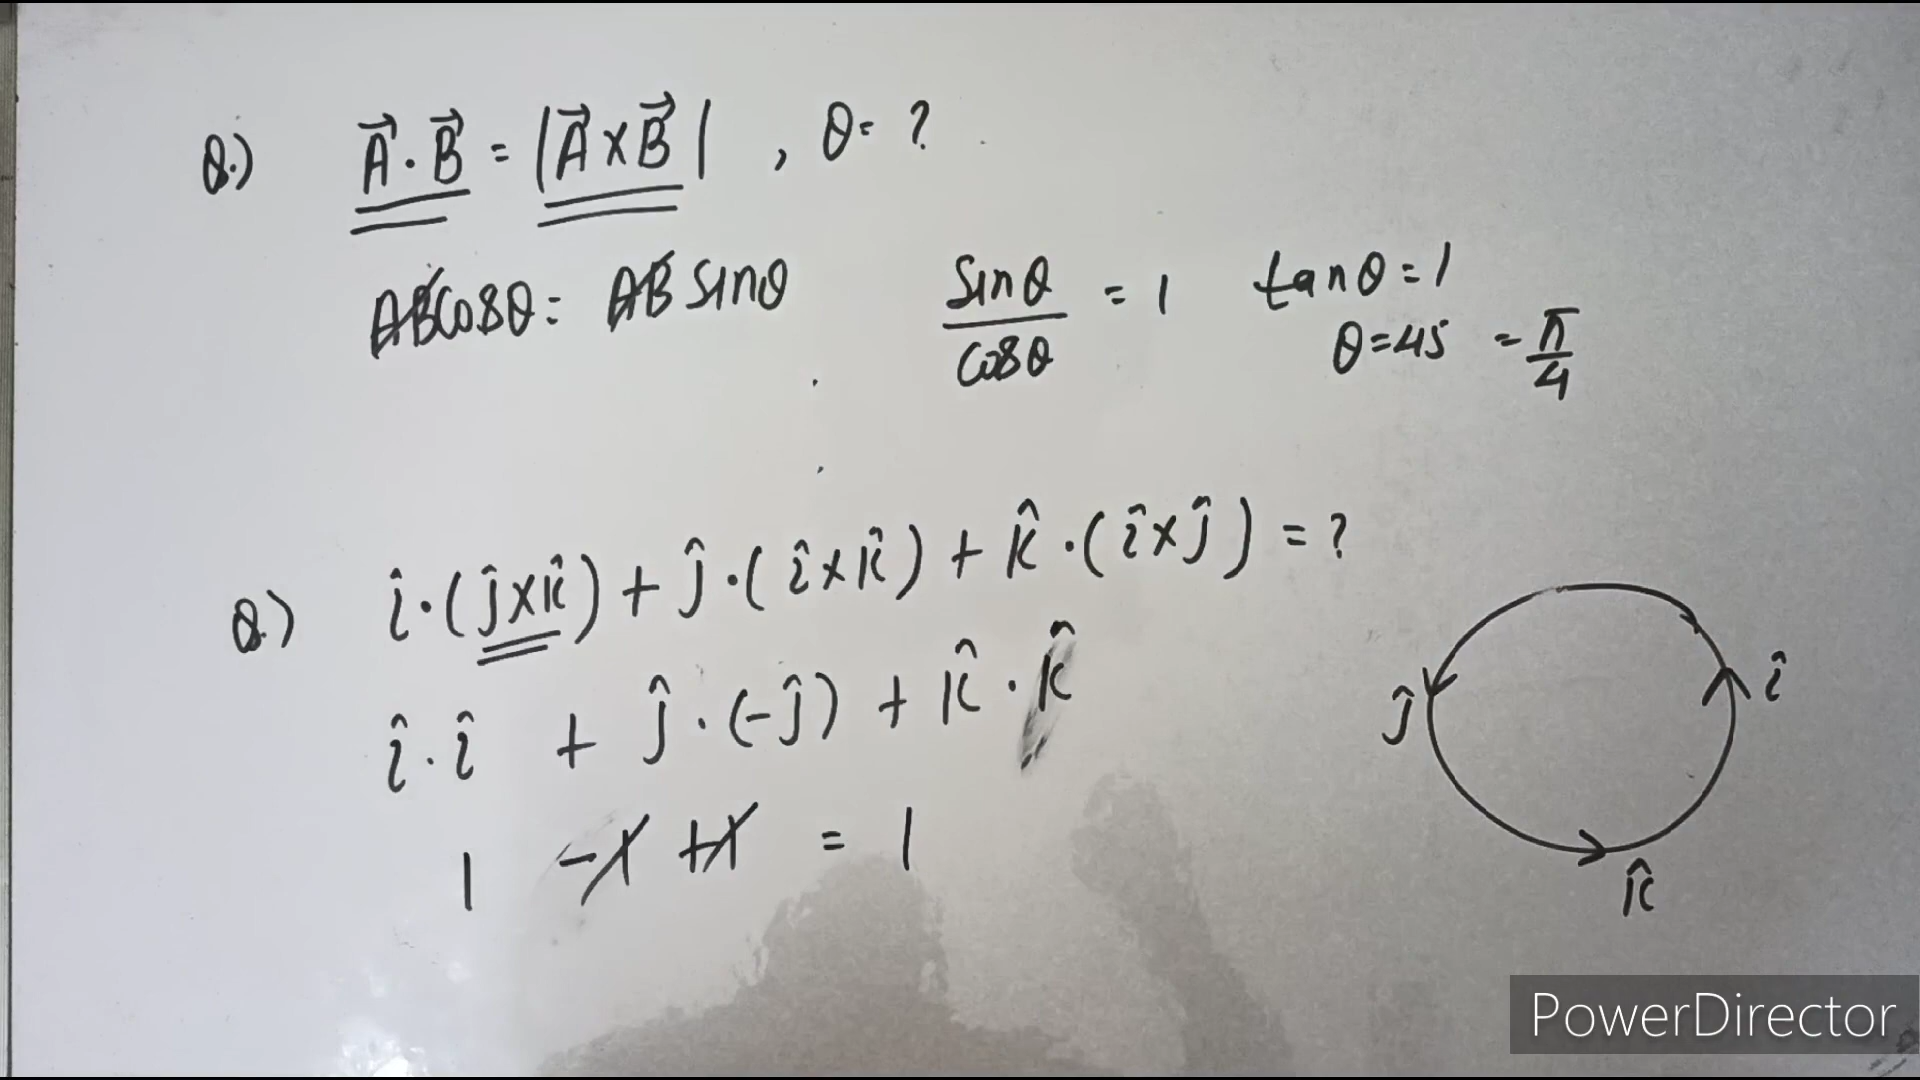 Q.) A⃗ · B⃗ = |A⃗ × B⃗| , θ = ?
ABCosθ = AB Sinθ   Sinθ/Cosθ = 1   tanθ = 1
θ = 45 = π/4
Q.) î·(ĵ×k̂) + ĵ·(î×k̂) + k̂·(î×ĵ) = ?
î·î + ĵ·(-ĵ) + k̂·k̂
1 -1 +1 = 1
î
ĵ
k̂
PowerDirector